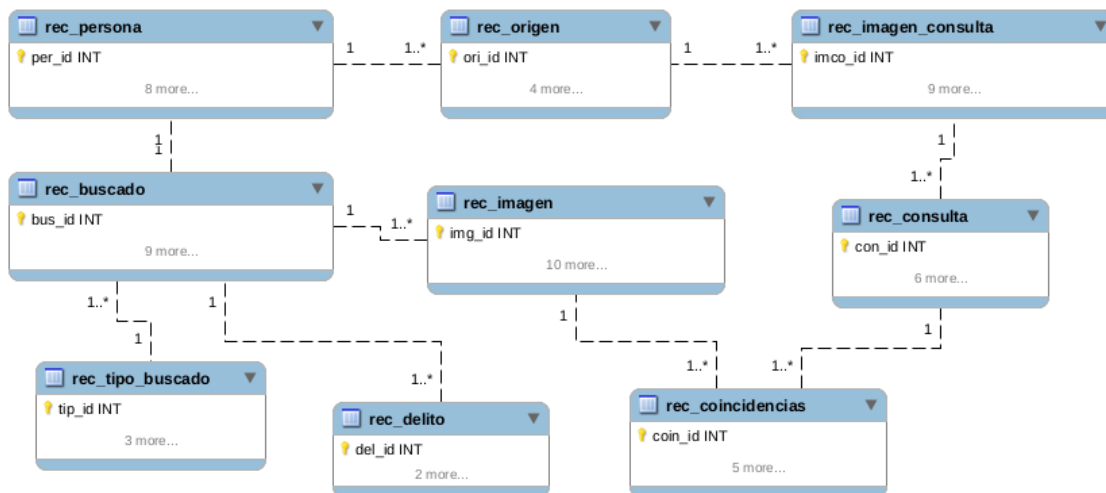 rec_persona
per_id INT
8 more...
1
1..*
rec_origen
ori_id INT
4 more...
1
1..*
rec_imagen_consulta
imco_id INT
9 more...
1
1
rec_buscado
bus_id INT
9 more...
1
1..*
rec_imagen
img_id INT
10 more...
1
1..*
rec_consulta
con_id INT
6 more...
1..*
1
rec_tipo_buscado
tip_id INT
3 more...
1
1..*
rec_delito
del_id INT
2 more...
1
1..*
1
1..*
rec_coincidencias
coin_id INT
5 more...